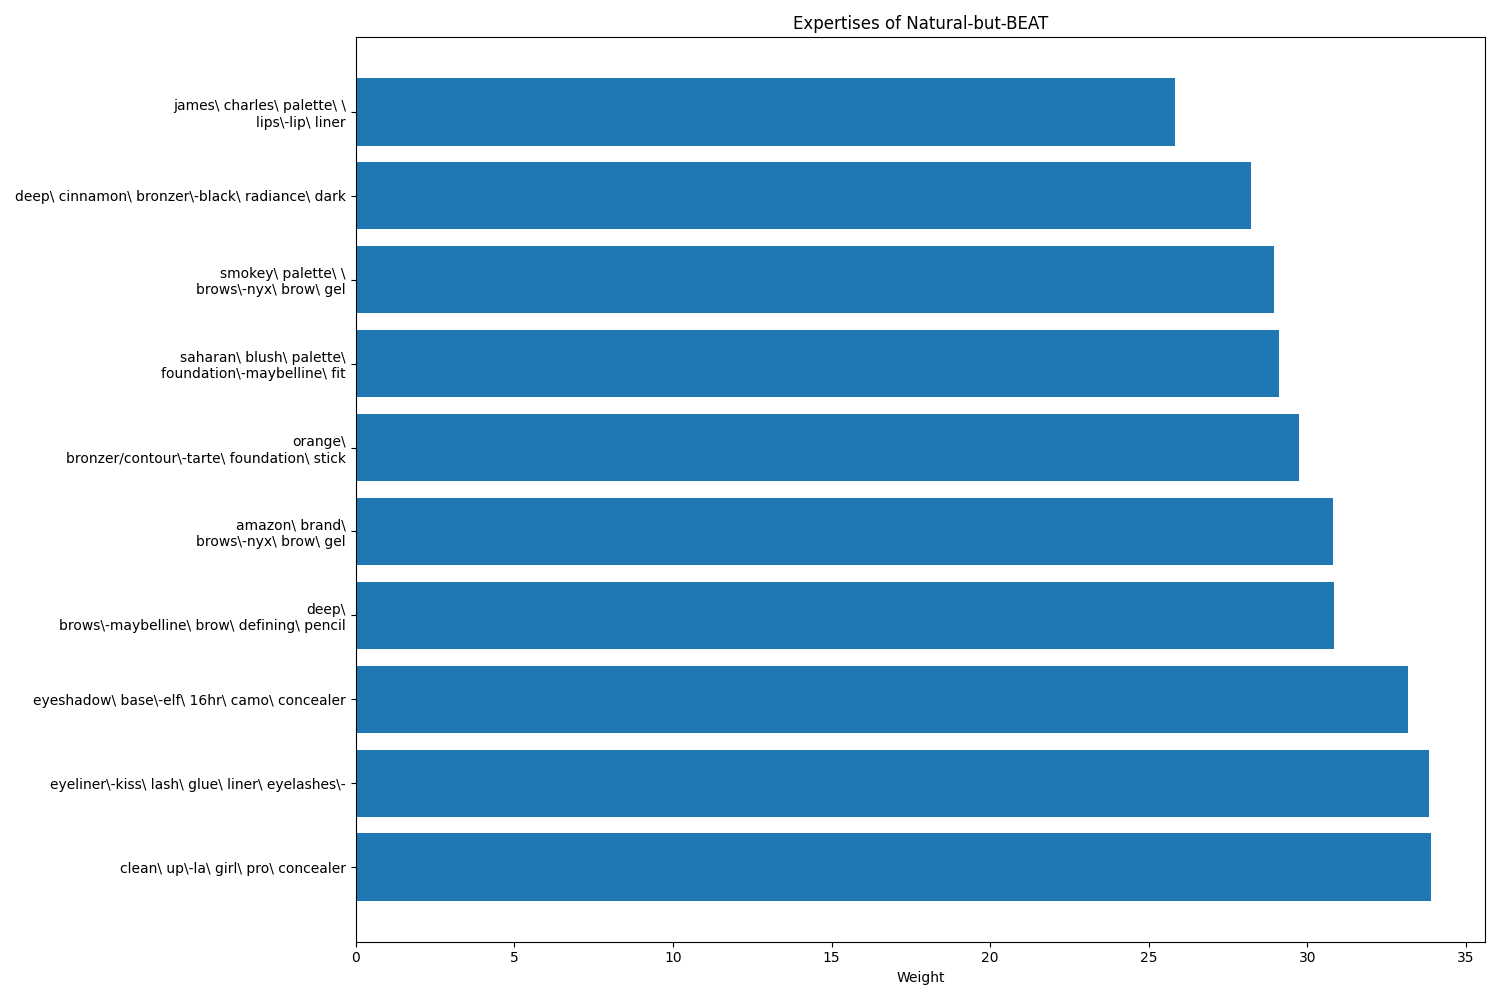 Expertises of Natural-but-BEAT
james\ charles\ palette\ \
lips\-lip\ liner
deep\ cinnamon\ bronzer\-black\ radiance\ dark
smokey\ palette\ \
brows\-nyx\ brow\ gel
saharan\ blush\ palette\
foundation\-maybelline\ fit
orange\
bronzer/contour\-tarte\ foundation\ stick
amazon\ brand\
brows\-nyx\ brow\ gel
deep\
brows\-maybelline\ brow\ defining\ pencil
eyeshadow\ base\-elf\ 16hr\ camo\ concealer
eyeliner\-kiss\ lash\ glue\ liner\ eyelashes\-
clean\ up\-la\ girl\ pro\ concealer
0 5 10 15 20 25 30 35
Weight